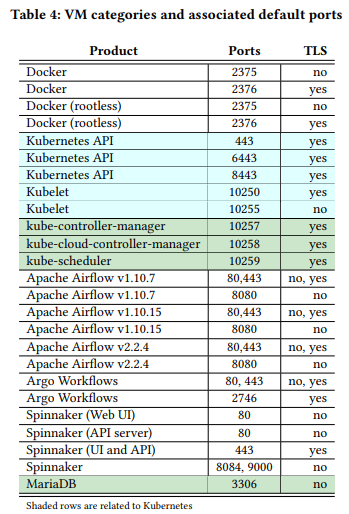 Table 4: VM categories and associated default ports
Product Ports TLS
Docker 2375 no
Docker 2376 yes
Docker (rootless) 2375 no
Docker (rootless) 2376 yes
Kubernetes API 443 yes
Kubernetes API 6443 yes
Kubernetes API 8443 yes
Kubelet 10250 yes
Kubelet 10255 no
kube-controller-manager 10257 yes
kube-cloud-controller-manager 10258 yes
kube-scheduler 10259 yes
Apache Airflow v1.10.7 80,443 no, yes
Apache Airflow v1.10.7 8080 no
Apache Airflow v1.10.15 80,443 no, yes
Apache Airflow v1.10.15 8080 no
Apache Airflow v2.2.4 80,443 no, yes
Apache Airflow v2.2.4 8080 no
Argo Workflows 80, 443 no, yes
Argo Workflows 2746 yes
Spinnaker (Web UI) 80 no
Spinnaker (API server) 80 no
Spinnaker (UI and API) 443 yes
Spinnaker 8084, 9000 no
MariaDB 3306 no
Shaded rows are related to Kubernetes